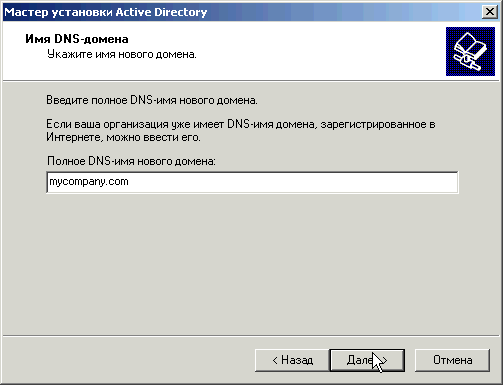 Мастер установки Active Directory
Имя DNS-домена
Укажите имя нового домена.
Введите полное DNS-имя нового домена.
Если ваша организация уже имеет DNS-имя домена, зарегистрированное в
Интернете, можно ввести его.
Полное DNS-имя нового домена:
mycompany.com
< Назад
Далее >
Отмена